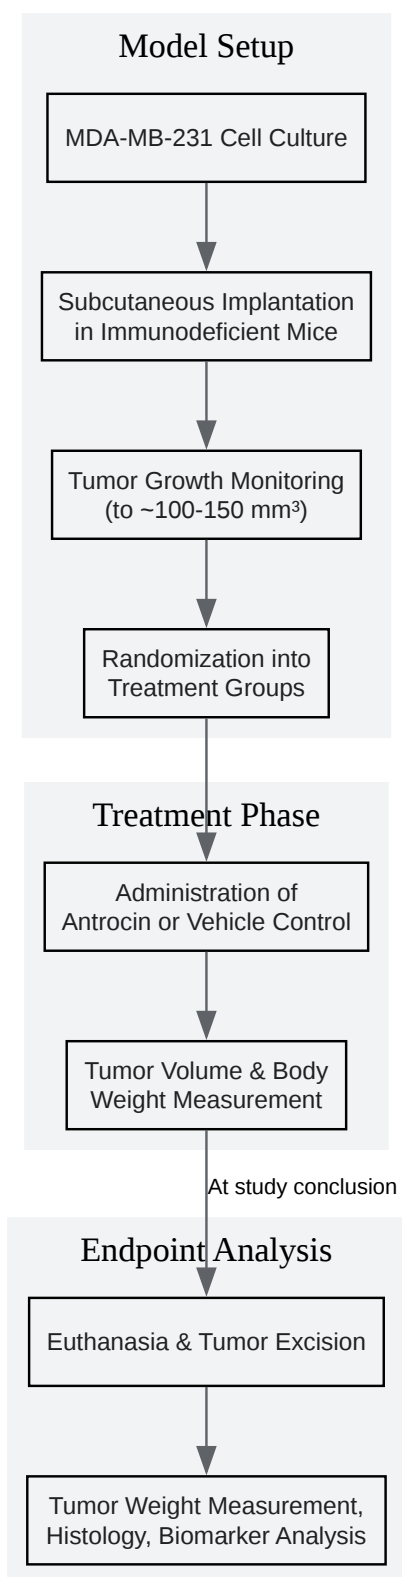 Model Setup
MDA-MB-231 Cell Culture
Subcutaneous Implantation
in Immunodeficient Mice
Tumor Growth Monitoring
(to ~100-150 mm³)
Randomization into
Treatment Groups
Treatment Phase
Administration of
Antrocin or Vehicle Control
Tumor Volume & Body
Weight Measurement
At study conclusion
Endpoint Analysis
Euthanasia & Tumor Excision
Tumor Weight Measurement,
Histology, Biomarker Analysis